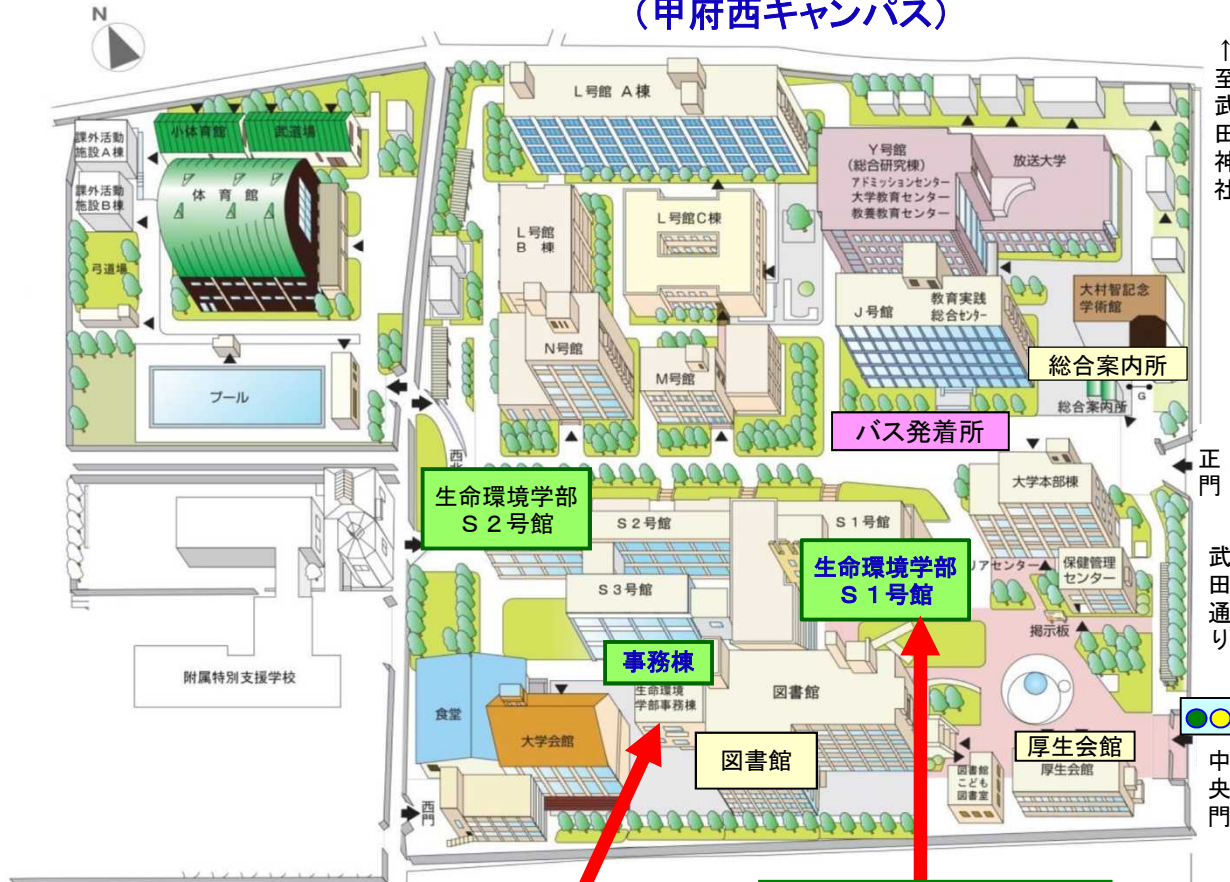 （甲府西キャンパス）
N
↑至武田神社
L号館 A棟
小体育館
武道場
課外活動
施設A棟
Y号館
（総合研究棟）
アドミッションセンター
大学教育センター
教養教育センター
放送大学
体育館
課外活動
施設B棟
L号館
B 棟
L号館C棟
弓道場
大村智記念
学術館
教育実践
総合センター
J号館
N号館
総合案内所
M号館
プール
総合案内所
G
バス発着所
正門
西北
大学本部棟
生命環境学部
Ｓ２号館
S２号館
S１号館
生命環境学部
Ｓ１号館
リアセンター
保健管理
センター
武田通り
S３号館
掲示板
事務棟
附属特別支援学校
生命環境
学部事務棟
図書館
食堂
大学会館
図書館
厚生会館
厚生会館
図書館
こども
図書室
中央門
西門